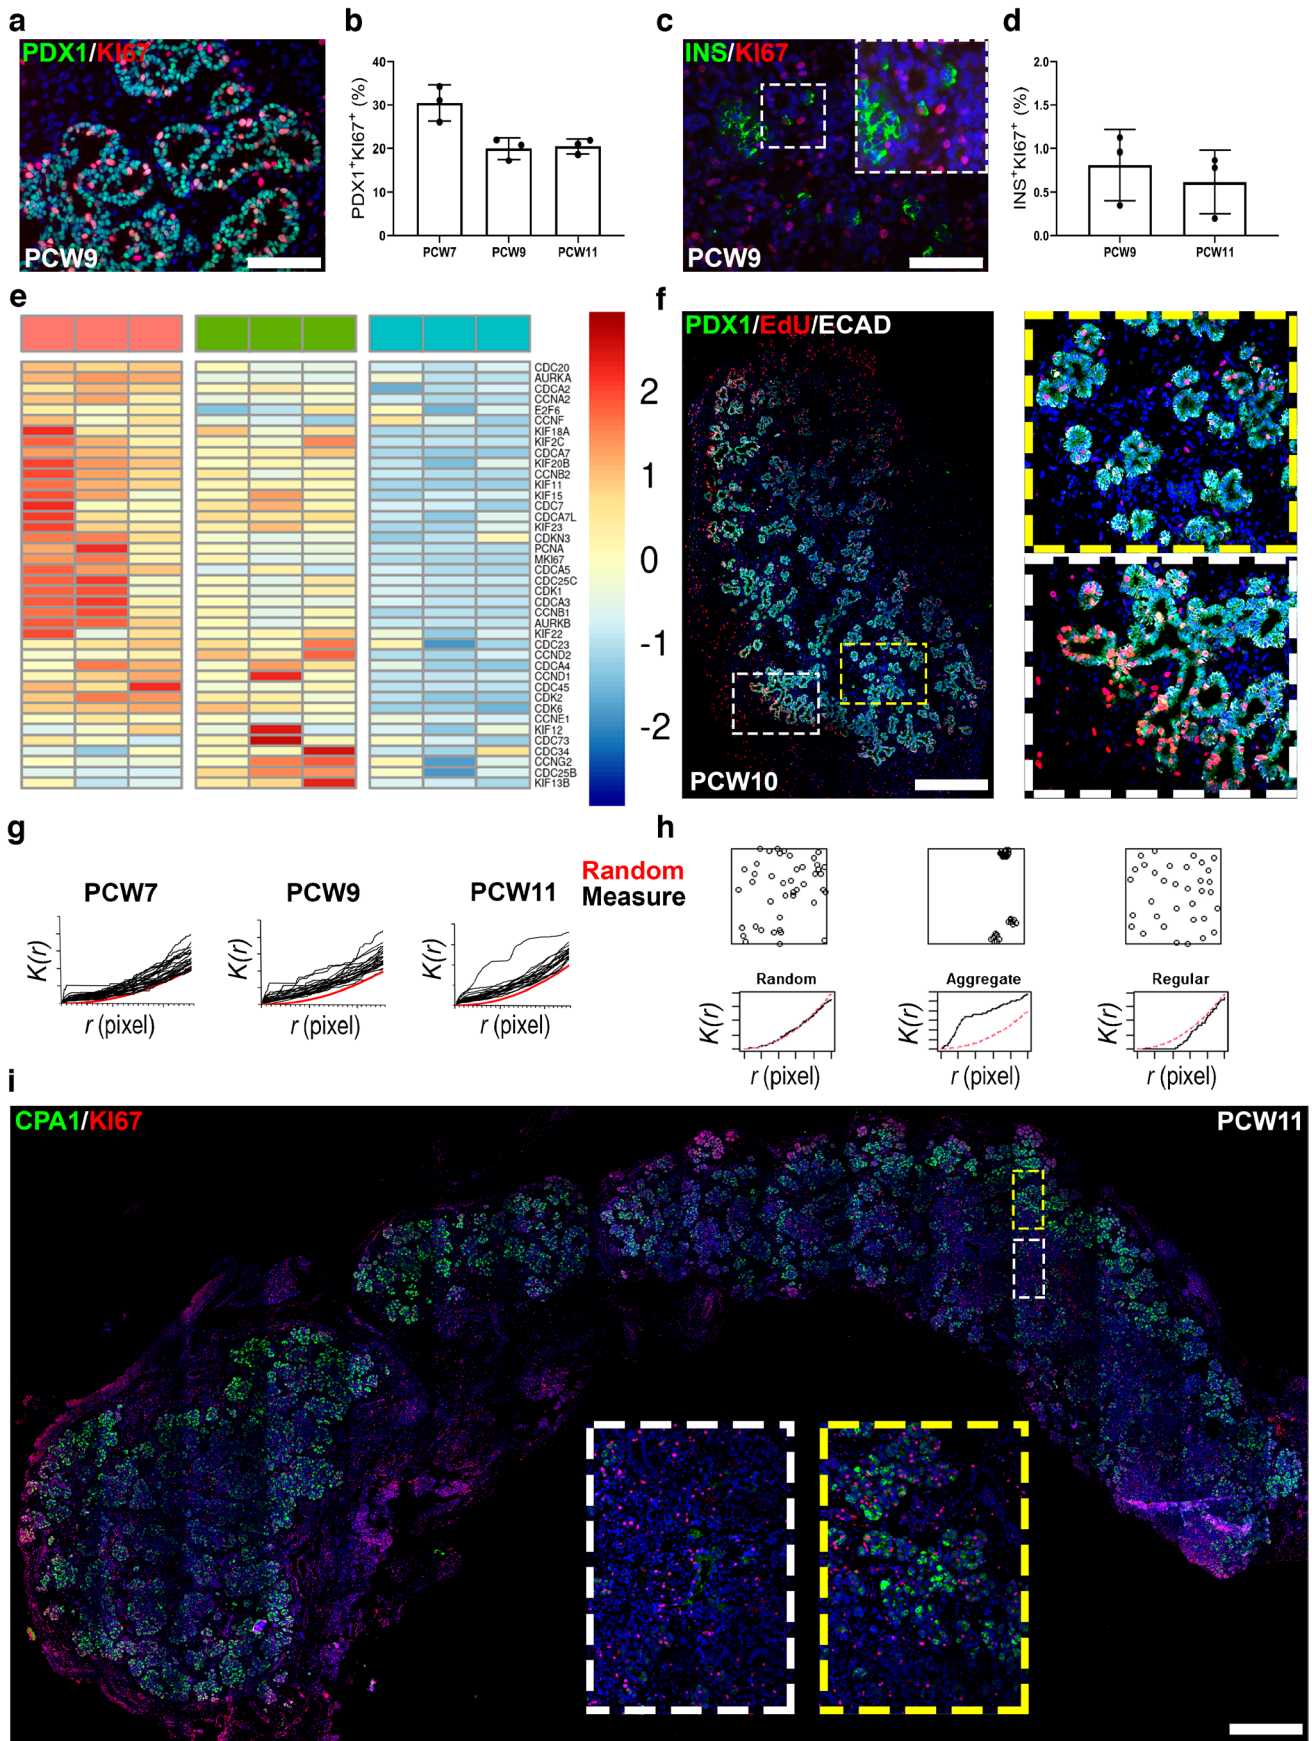 a
PDX1/KI67
PCW9
b
PDX1+KI67+ (%)
40
30
20
10
0
PCW7 PCW9 PCW11
c
INS/KI67
PCW9
d
INS+KI67+ (%)
2.0
1.5
1.0
0.5
0.0
PCW9 PCW11
e
CDC20
AURKA
CDCA2
CCNA2
E2F6
CCNF
KIF18A
KIF2C
CDCA7
KIF20B
CCNB2
KIF11
KIF15
CDC7
CDCA7L
KIF23
CDKN3
PCNA
MKI67
CDCA5
CDC25C
CDK1
CDCA3
CCNB1
AURKB
KIF22
CDC23
CCND2
CDCA4
CCND1
CDC45
CDK2
CDK6
CCNE1
KIF12
CDC73
CDC34
CCNG2
CDC25B
KIF13B
2
1
0
-1
-2
f
PDX1/EdU/ECAD
PCW10
g
PCW7 PCW9 PCW11
Random
Measure
K(r) K(r) K(r)
r (pixel) r (pixel) r (pixel)
h
Random Aggregate Regular
K(r) K(r) K(r)
r (pixel) r (pixel) r (pixel)
i
CPA1/KI67
PCW11